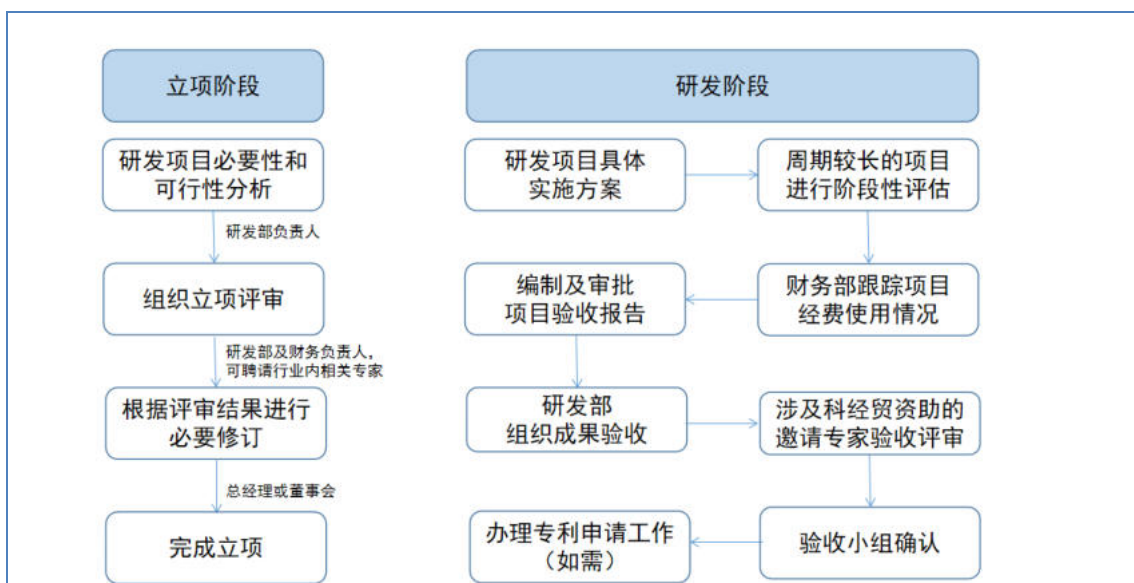 立项阶段
研发项目必要性和
可行性分析
研发部负责人
组织立项评审
研发部及财务负责人,
可聘请行业内相关专家
根据评审结果进行
必要修订
总经理或董事会
完成立项
研发阶段
研发项目具体
实施方案
周期较长的项目
进行阶段性评估
财务部跟踪项目
经费使用情况
编制及审批
项目验收报告
研发部
组织成果验收
涉及科经贸资助的
邀请专家验收评审
验收小组确认
办理专利申请工作
（如需）